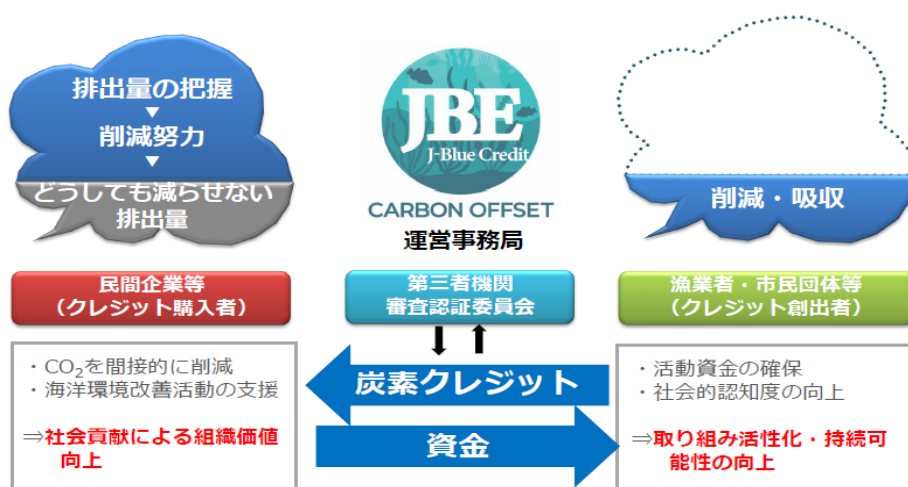 排出量の把握
▼
削減努力
▼
どうしても減らせない
排出量
JBE
J-Blue Credit
CARBON OFFSET
運営事務局
削減・吸収
民間企業等
（クレジット購入者）
第三者機関
審査認証委員会
漁業者・市民団体等
（クレジット創出者）
・CO₂を間接的に削減
・海洋環境改善活動の支援
⇒社会貢献による組織価値
向上
炭素クレジット
資金
・活動資金の確保
・社会的認知度の向上
⇒取り組み活性化・持続可
能性の向上